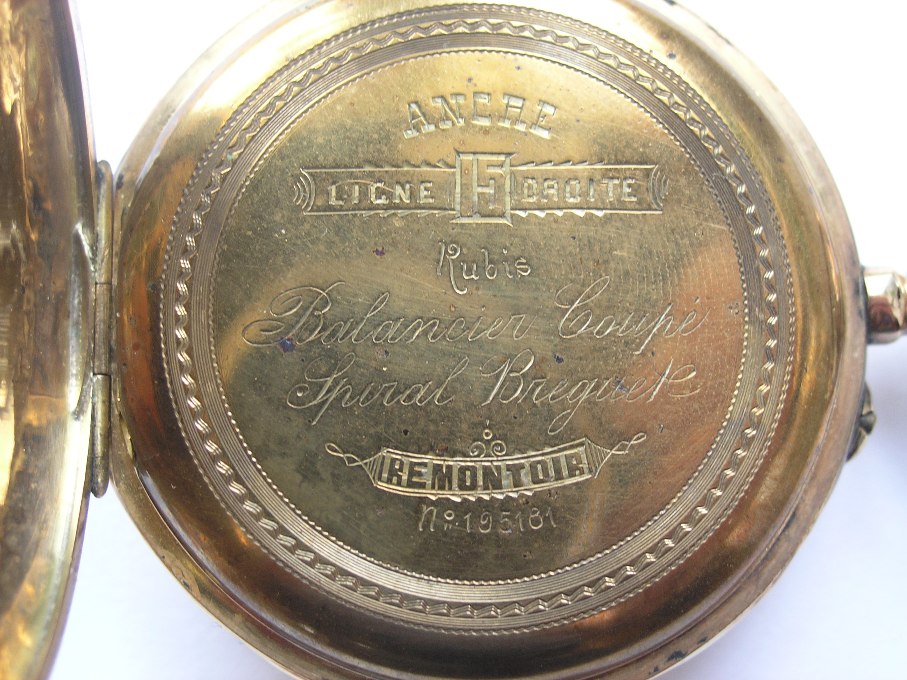 ANCRE
LIGNE 15 DROITE
Rubis
Balancier Coupé
Spiral Breguet
REMONTOIR
No. 195181